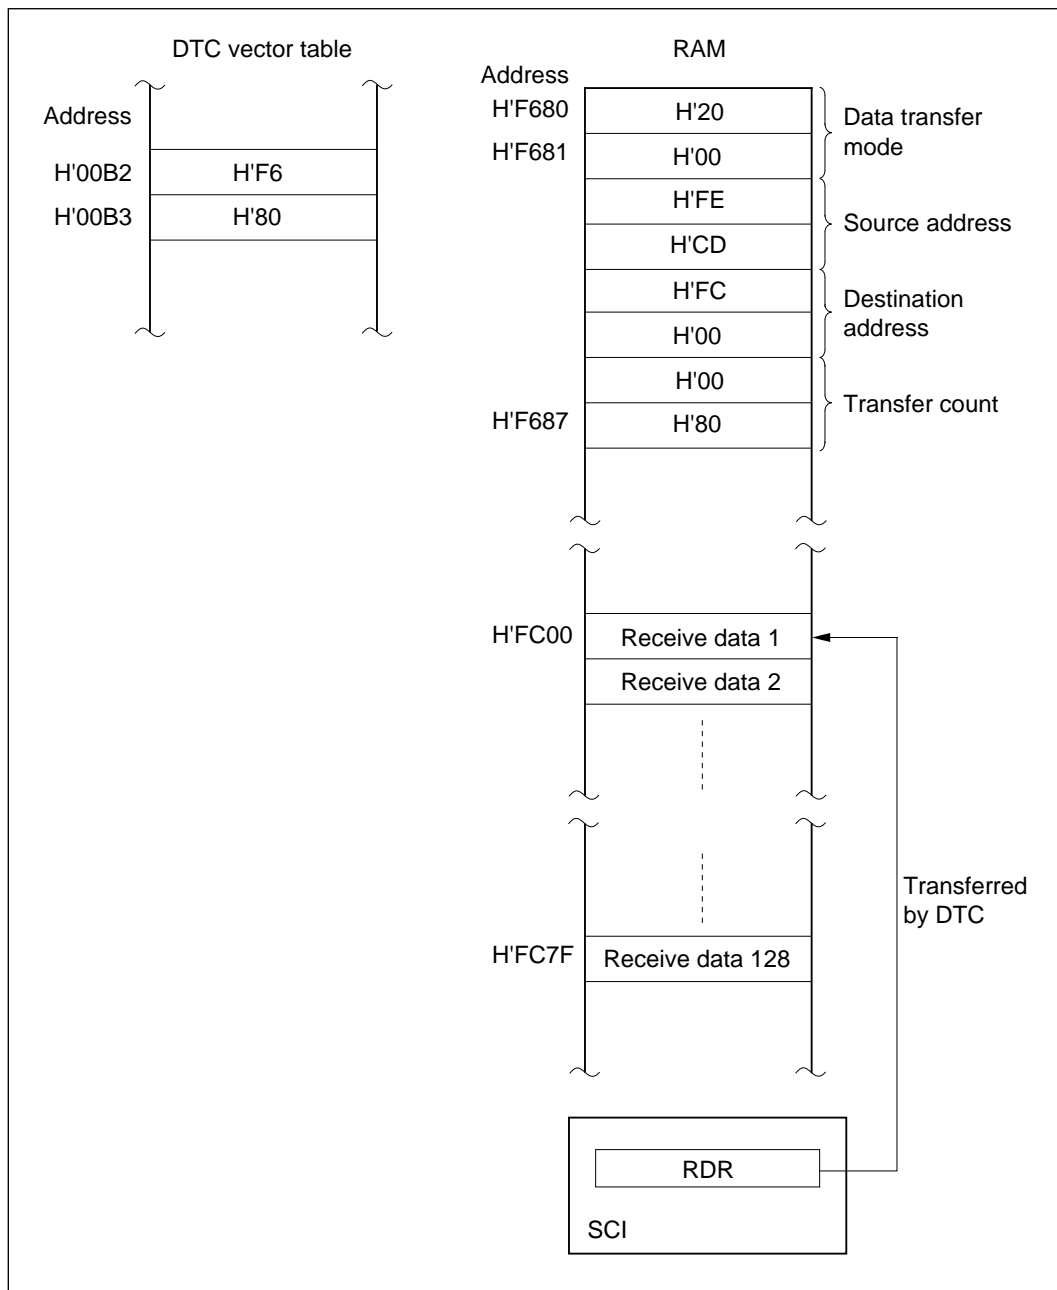 DTC vector table
Address
H'00B2
H'F6
H'00B3
H'80
RAM
Address
H'F680
H'20
H'F681
H'00
Data transfer
mode
H'FE
H'CD
Source address
H'FC
H'00
Destination
address
H'00
H'F687
H'80
Transfer count
H'FC00
Receive data 1
Receive data 2
Transferred
by DTC
H'FC7F
Receive data 128
RDR
SCI